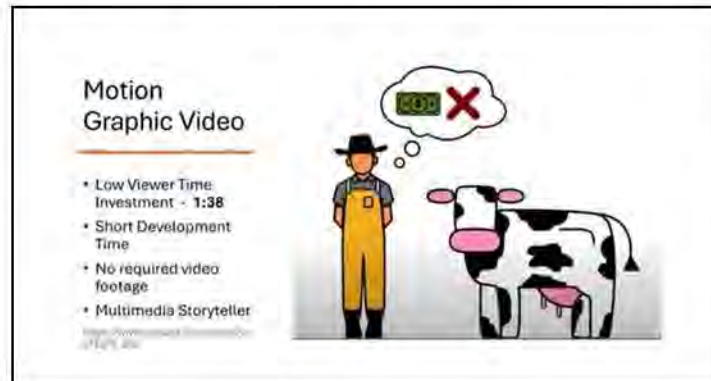 Motion
Graphic Video
• Low Viewer Time
Investment - 1:38
• Short Development
Time
• No required video
footage
• Multimedia Storyteller